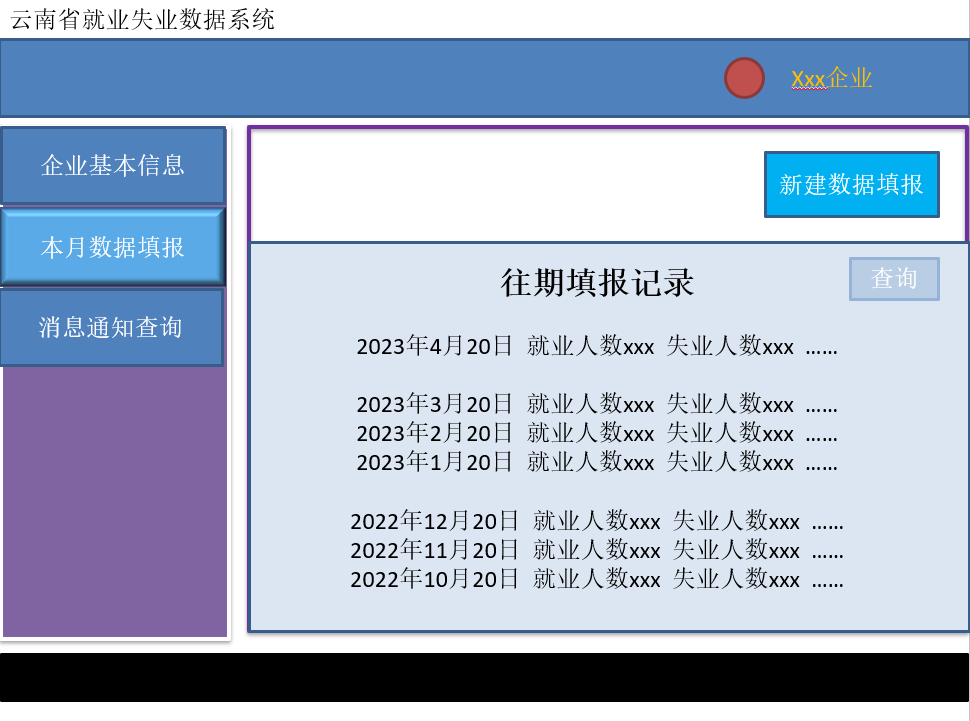 云南省就业失业数据系统
Xxx企业
企业基本信息
本月数据填报
消息通知查询
新建数据填报
往期填报记录
查询
2023年4月20日 就业人数xxx 失业人数xxx ……
2023年3月20日 就业人数xxx 失业人数xxx ……
2023年2月20日 就业人数xxx 失业人数xxx ……
2023年1月20日 就业人数xxx 失业人数xxx ……
2022年12月20日 就业人数xxx 失业人数xxx ……
2022年11月20日 就业人数xxx 失业人数xxx ……
2022年10月20日 就业人数xxx 失业人数xxx ……